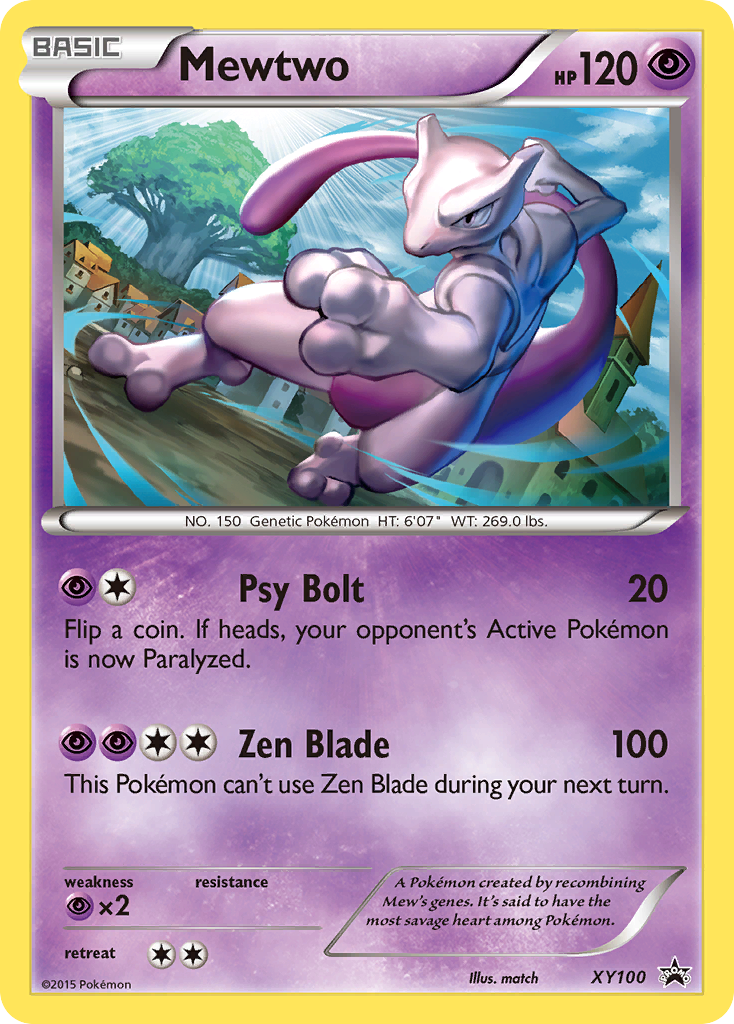 BASIC
Mewtwo
HP120
NO. 150 Genetic Pokémon HT: 6'07" WT: 269.0 lbs.
Psy Bolt 20
Flip a coin. If heads, your opponent's Active Pokémon
is now Paralyzed.
Zen Blade 100
This Pokémon can't use Zen Blade during your next turn.
weakness
×2
resistance
retreat
A Pokémon created by recombining
Mew's genes. It's said to have the
most savage heart among Pokémon.
©2015 Pokémon
Illus. match
XY100
PROMO